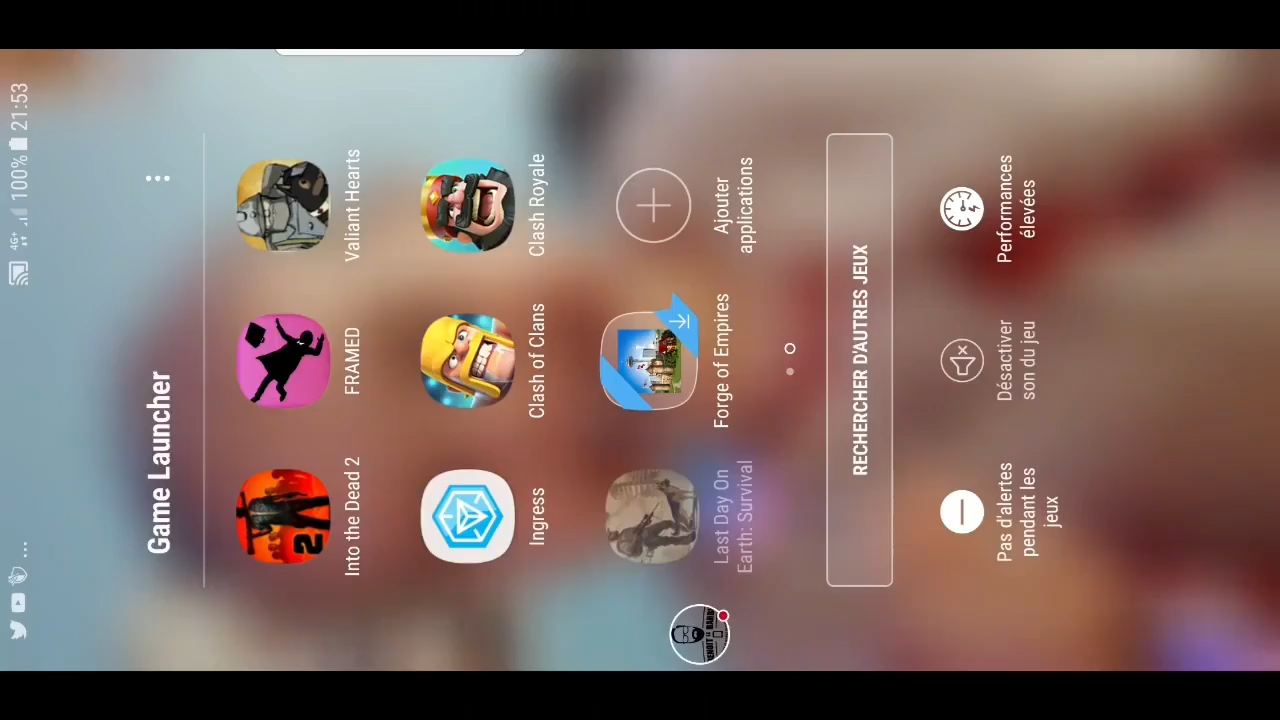 4G+ 100% 21:53
Game Launcher
Into the Dead 2
FRAMED
Valiant Hearts
Ingress
Clash of Clans
Clash Royale
Last Day On
Earth: Survival
Forge of Empires
Ajouter
applications
RECHERCHER D'AUTRES JEUX
Pas d'alertes
pendant les
jeux
Désactiver
son du jeu
Performances
élevées